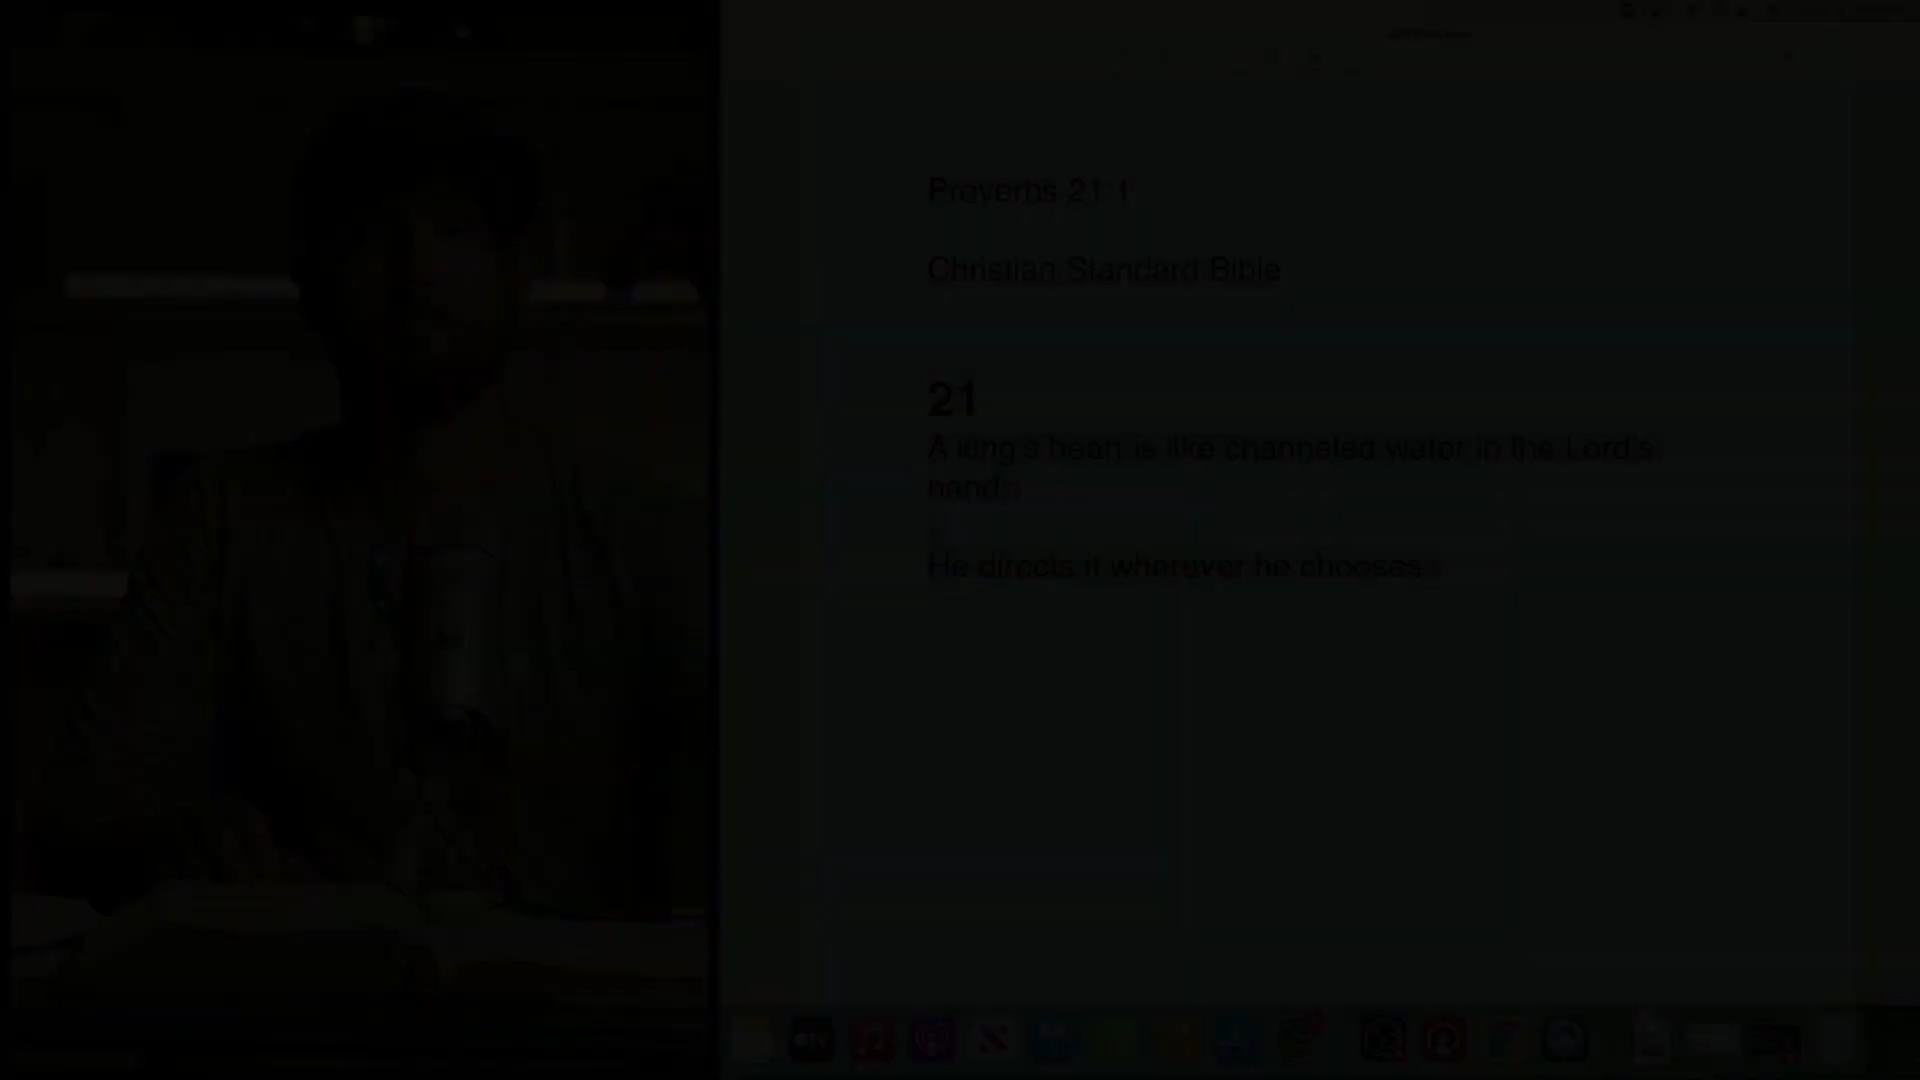 Proverbs 21:1
Christian Standard Bible
21
A king's heart is like channeled water in the Lord's
hand:
He directs it wherever he chooses.